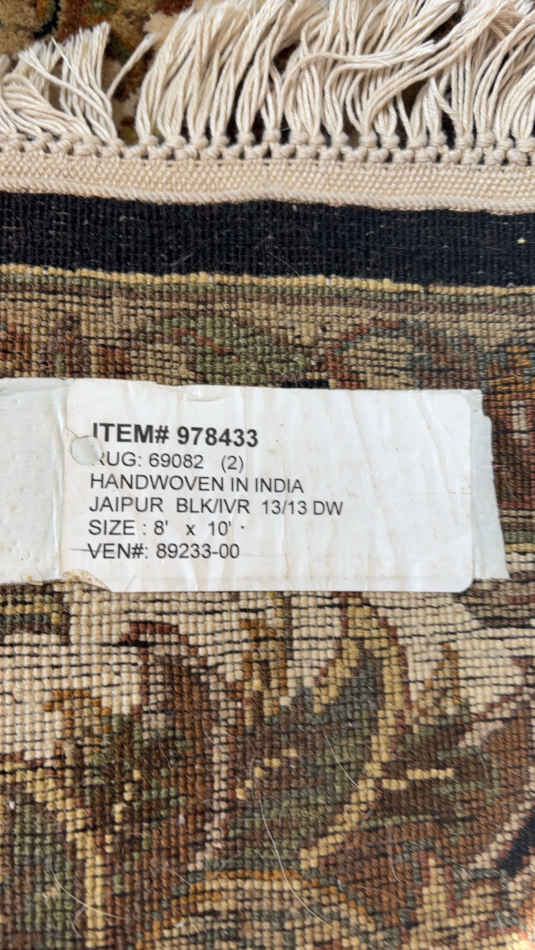 ITEM# 978433
RUG: 69082 (2)
HANDWOVEN IN INDIA
JAIPUR BLK/IVR 13/13 DW
SIZE : 8' x 10'
VEN#: 89233-00